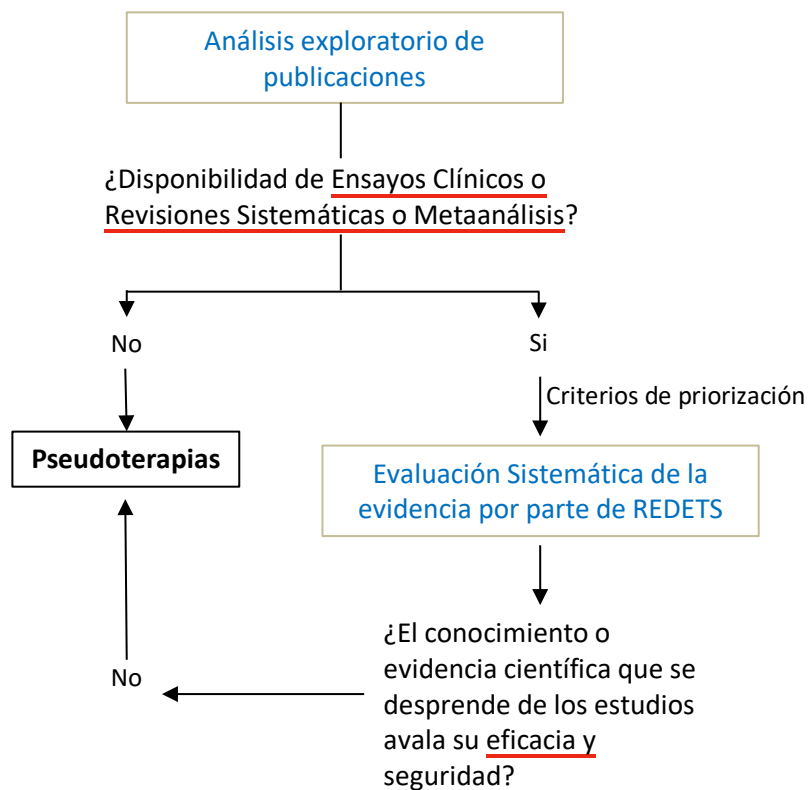 Análisis exploratorio de
publicaciones
¿Disponibilidad de Ensayos Clínicos o
Revisiones Sistemáticas o Metaanálisis?
No
Si
Criterios de priorización
Pseudoterapias
Evaluación Sistemática de la
evidencia por parte de REDETS
¿El conocimiento o
evidencia científica que se
desprende de los estudios
avala su eficacia y
seguridad?
No